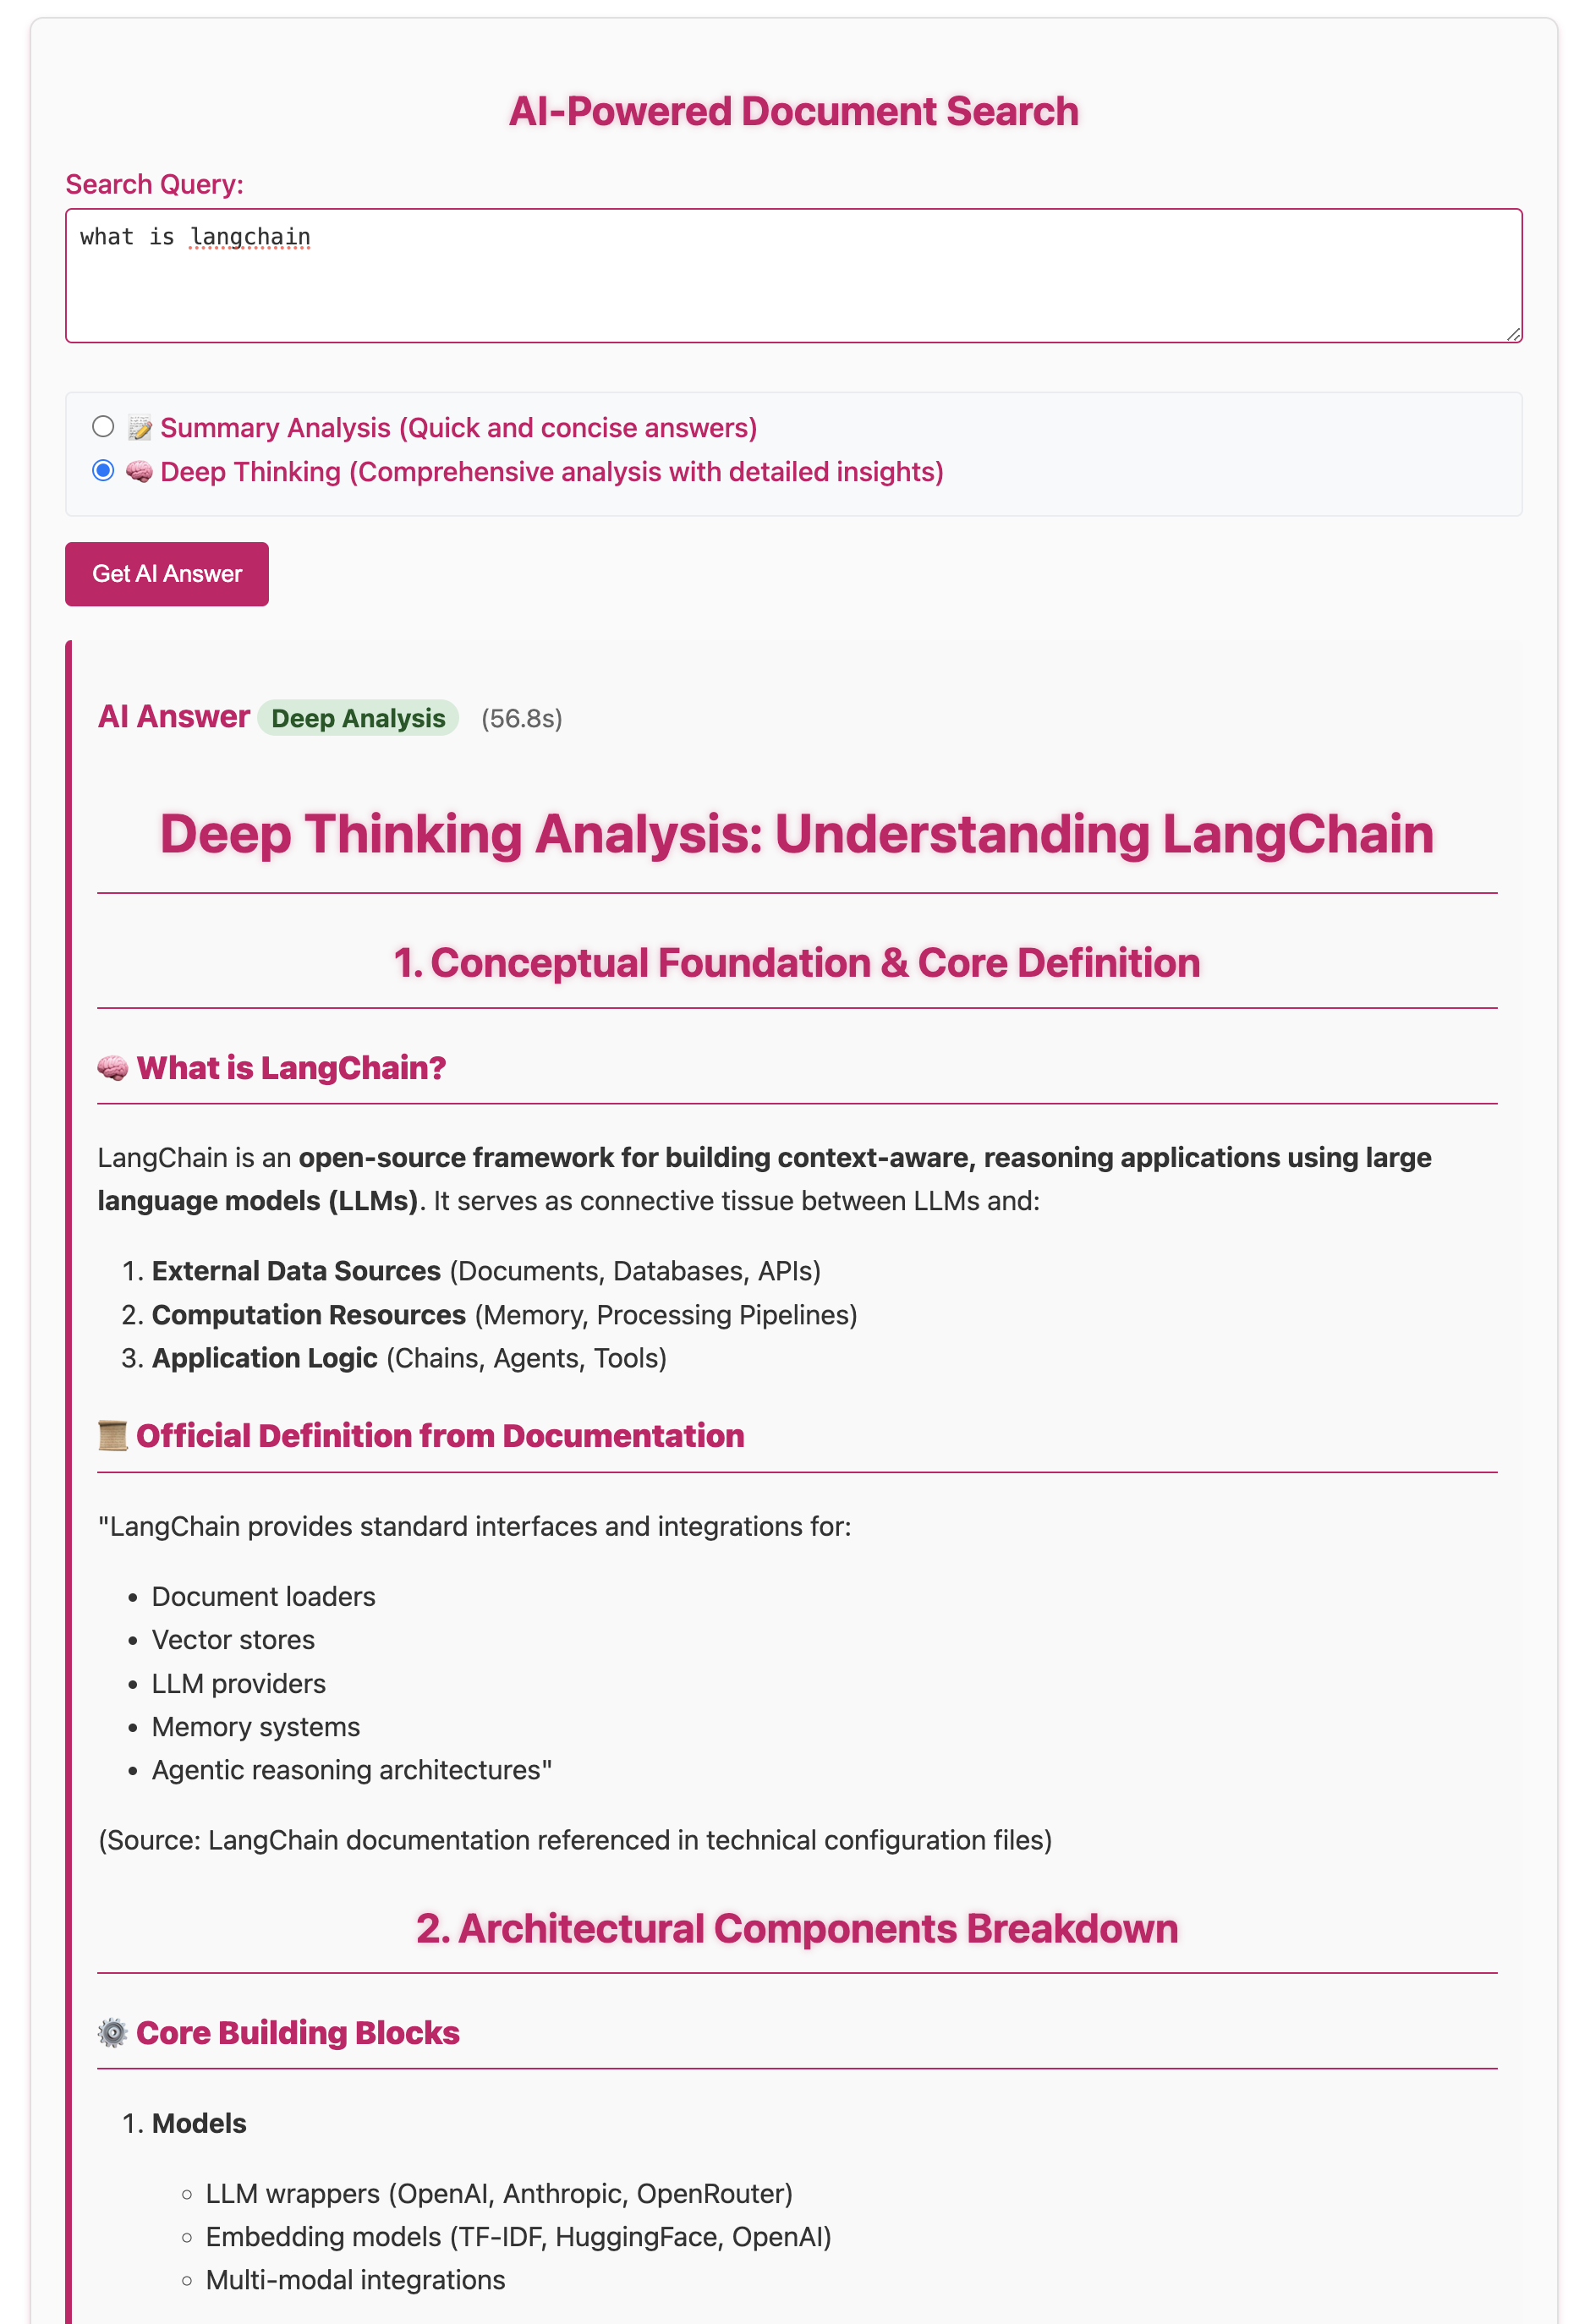 AI-Powered Document Search
Search Query:
what is langchain
📝 Summary Analysis (Quick and concise answers)
🧠 Deep Thinking (Comprehensive analysis with detailed insights)
Get AI Answer
AI Answer Deep Analysis (56.8s)
Deep Thinking Analysis: Understanding LangChain
1. Conceptual Foundation & Core Definition
🧠 What is LangChain?
LangChain is an open-source framework for building context-aware, reasoning applications using large
language models (LLMs). It serves as connective tissue between LLMs and:
1. External Data Sources (Documents, Databases, APIs)
2. Computation Resources (Memory, Processing Pipelines)
3. Application Logic (Chains, Agents, Tools)
📜 Official Definition from Documentation
"LangChain provides standard interfaces and integrations for:
• Document loaders
• Vector stores
• LLM providers
• Memory systems
• Agentic reasoning architectures"
(Source: LangChain documentation referenced in technical configuration files)
2. Architectural Components Breakdown
⚙️ Core Building Blocks
1. Models
◦ LLM wrappers (OpenAI, Anthropic, OpenRouter)
◦ Embedding models (TF-IDF, HuggingFace, OpenAI)
◦ Multi-modal integrations